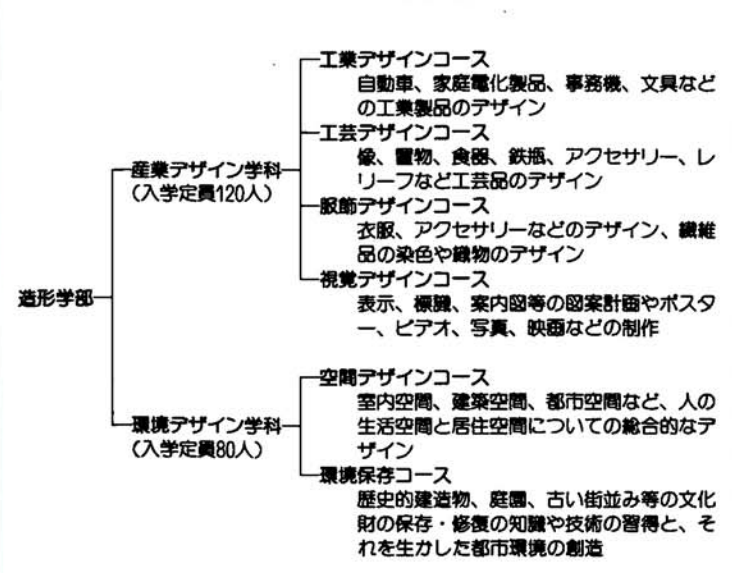 造形学部
産業デザイン学科
(入学定員120人)
工業デザインコース
自動車、家庭電化製品、事務機、文具など
の工業製品のデザイン
工芸デザインコース
像、置物、食器、鉄瓶、アクセサリー、レ
リーフなど工芸品のデザイン
服飾デザインコース
衣服、アクセサリーなどのデザイン、繊維
品の染色や織物のデザイン
視覚デザインコース
表示、標識、案内図等の図案計画やポスタ
ー、ビデオ、写真、映画などの制作
環境デザイン学科
(入学定員80人)
空間デザインコース
室内空間、建築空間、都市空間など、人の
生活空間と居住空間についての総合的なデ
ザイン
環境保存コース
歴史的建造物、庭園、古い街並み等の文化
財の保存・修復の知識や技術の習得と、そ
れを生かした都市環境の創造